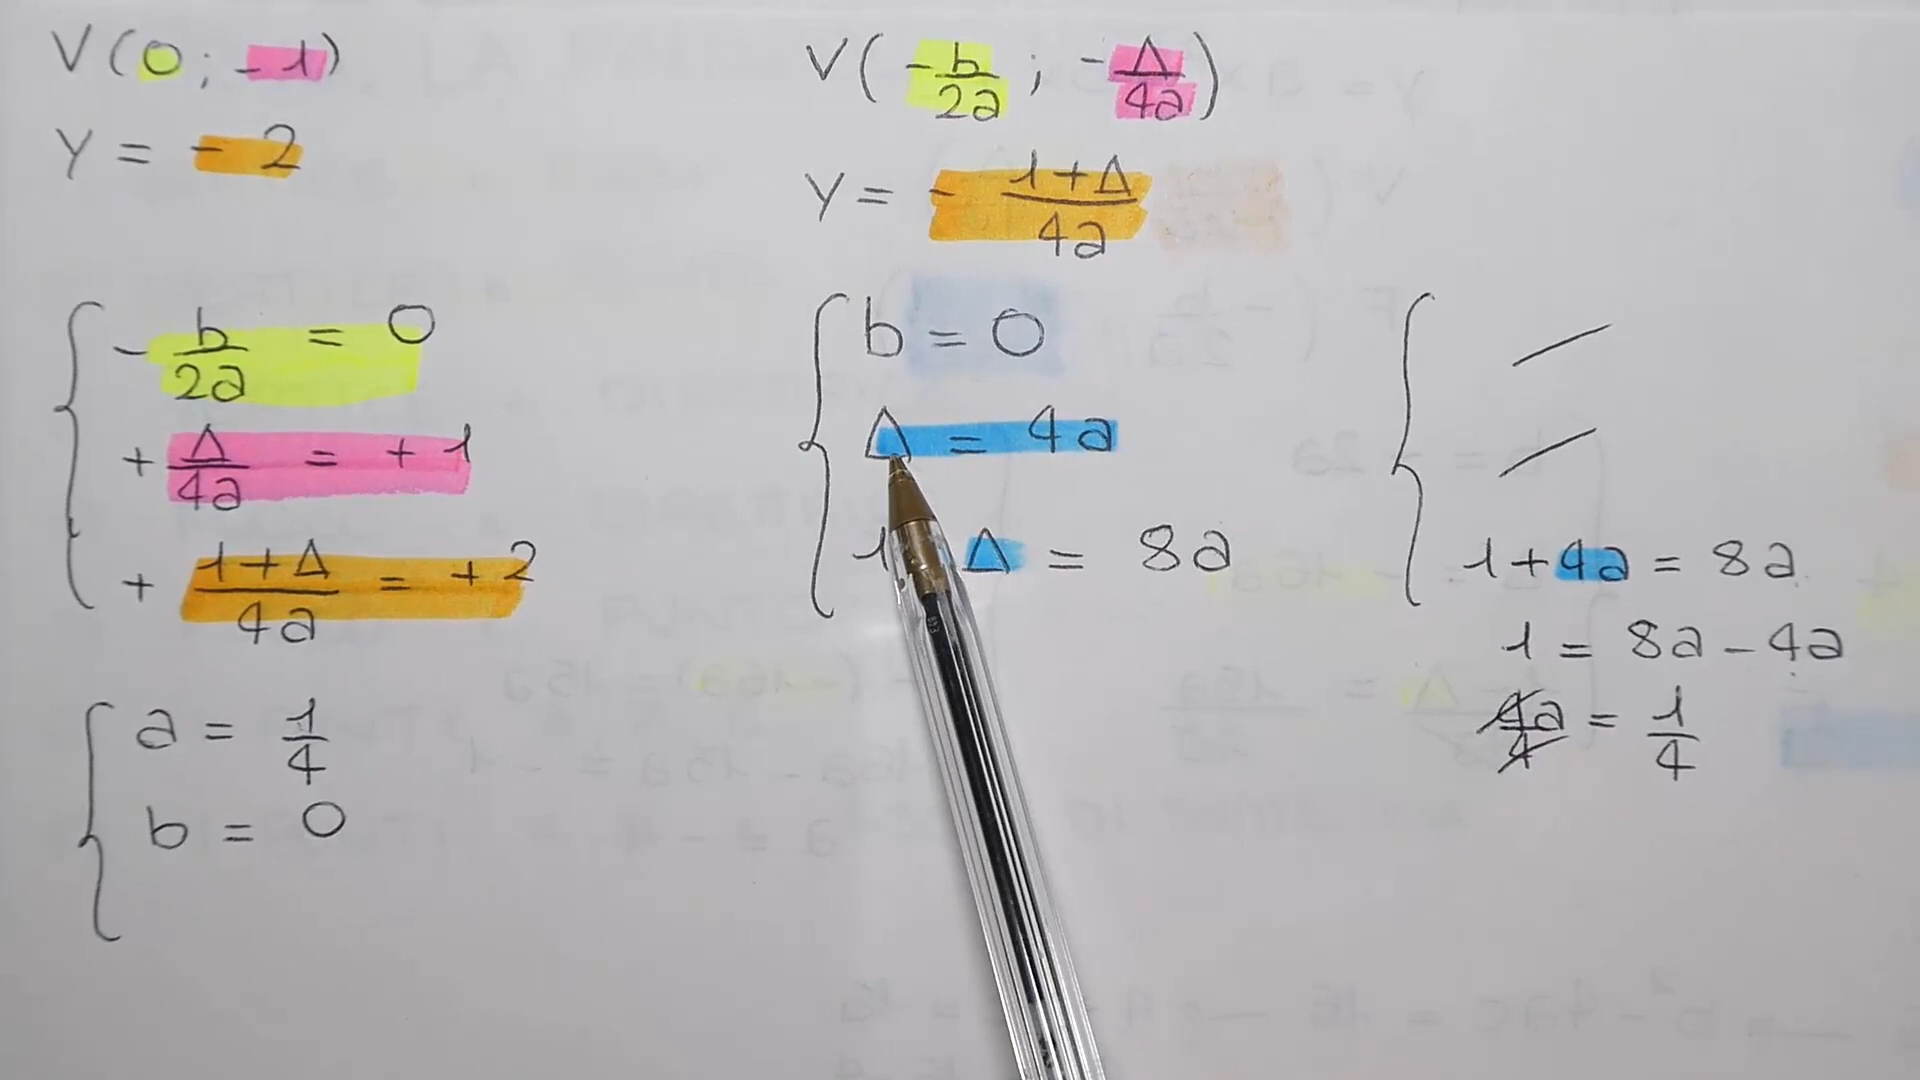 V(0; -1)
Y = - 2
- b/2a = 0
+ Δ/4a = +1
+ 1+Δ/4a = +2
a = 1/4
b = 0
V(-b/2a; -Δ/4a)
Y = - 1+Δ/4a
b = 0
Δ = 4a
1 Δ = 8a
1+4a = 8a
1 = 8a - 4a
4a/4 = 1/4